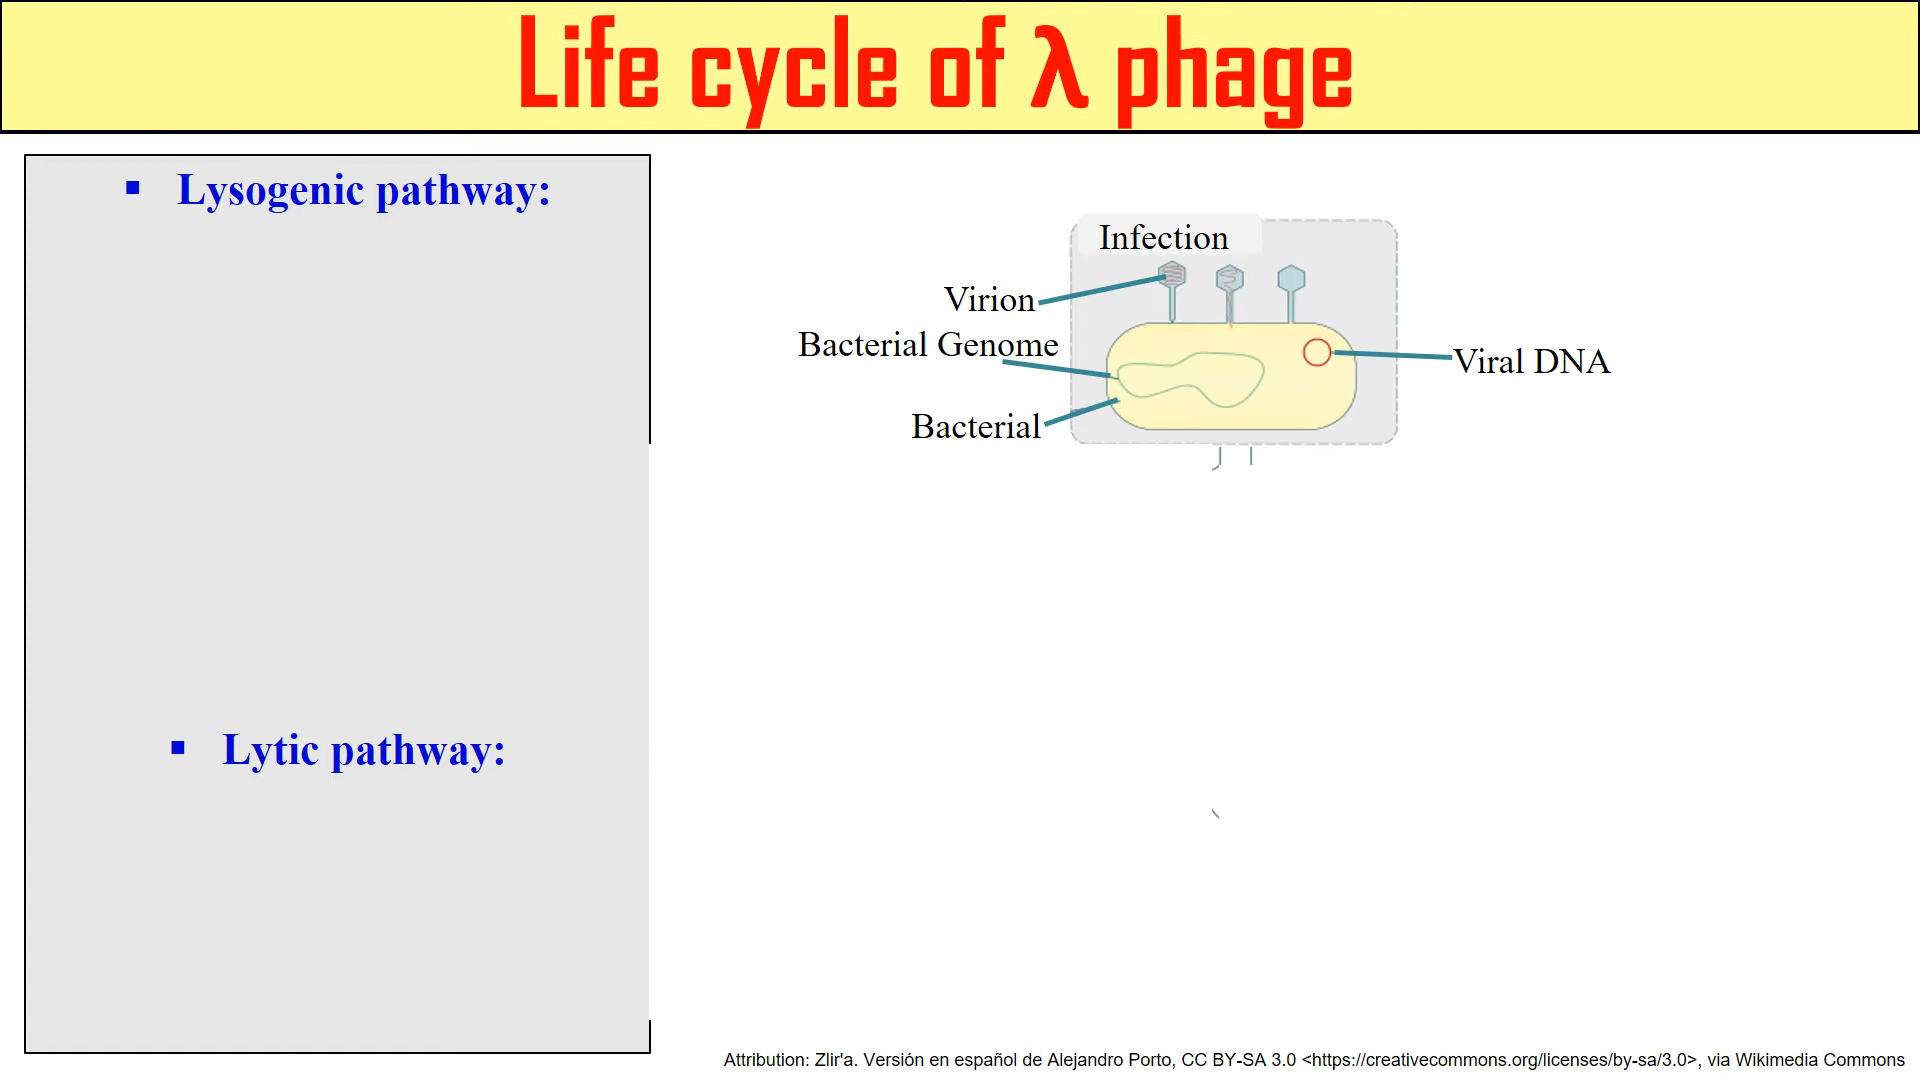 Life cycle of λ phage
▪ Lysogenic pathway:
▪ Lytic pathway:
Infection
Virion
Bacterial Genome
Viral DNA
Bacterial
Attribution: Zlir'a. Versión en español de Alejandro Porto, CC BY-SA 3.0 <https://creativecommons.org/licenses/by-sa/3.0>, via Wikimedia Commons